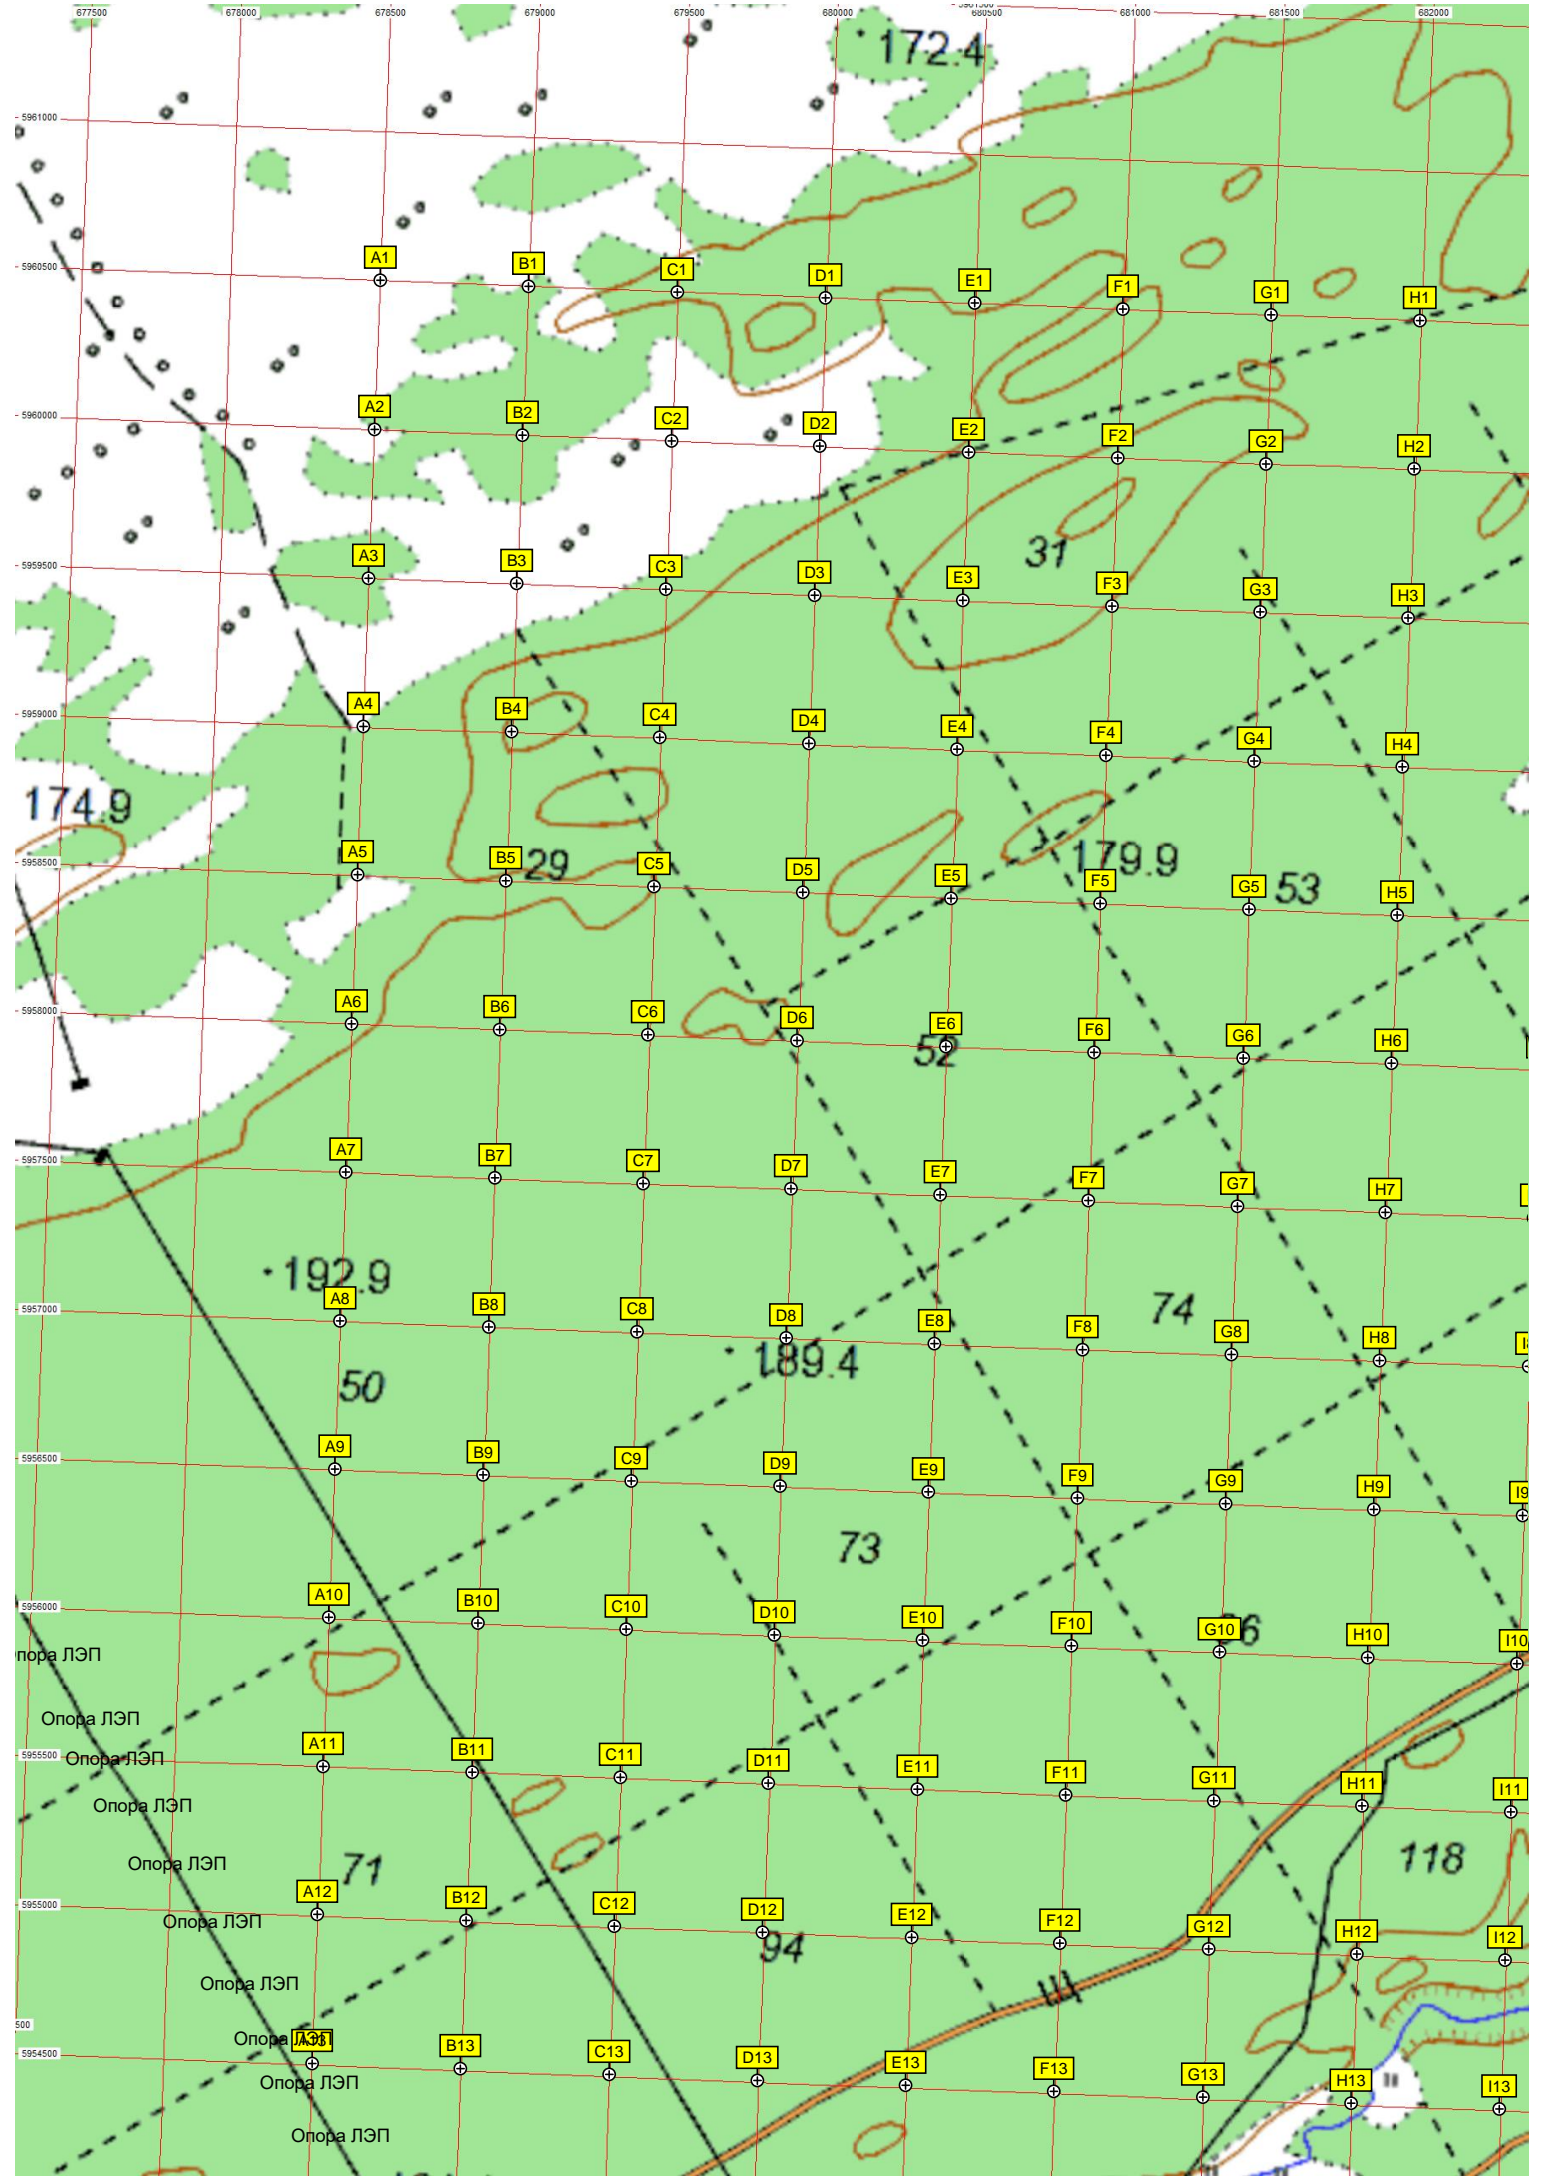 677500 678000 678500 679000 679500 680000 680500 681000 681500 682000
172.4
5961000
A1 B1 C1 D1 E1 F1 G1 H1
5960500
A2 B2 C2 D2 E2 F2 G2 H2
5960000
31
A3 B3 C3 D3 E3 F3 G3 H3
5959500
A4 B4 C4 D4 E4 F4 G4 H4
5959000
174.9
A5 B5 29 C5 D5 E5 179.9 F5 G5 53 H5
5958500
A6 B6 C6 D6 E6 F6 G6 H6
5958000
52
A7 B7 C7 D7 E7 F7 G7 H7
5957500
192.9
A8 B8 C8 D8 E8 F8 74 G8 H8
5957000
189.4
50
A9 B9 C9 D9 E9 F9 G9 H9 I9
5956500
73
A10 B10 C10 D10 E10 F10 G10 H10 I10
5956000
ЛЭП
Опора ЛЭП
A11 B11 C11 D11 E11 F11 G11 H11 I11
5955500
Опора ЛЭП
Опора ЛЭП
Опора ЛЭП
71
118
A12 B12 C12 D12 E12 F12 G12 H12 I12
5955000
Опора ЛЭП
94
Опора ЛЭП
500
Опора ЛЭП
A13 B13 C13 D13 E13 F13 G13 H13 I13
5954500
Опора ЛЭП
Опора ЛЭП